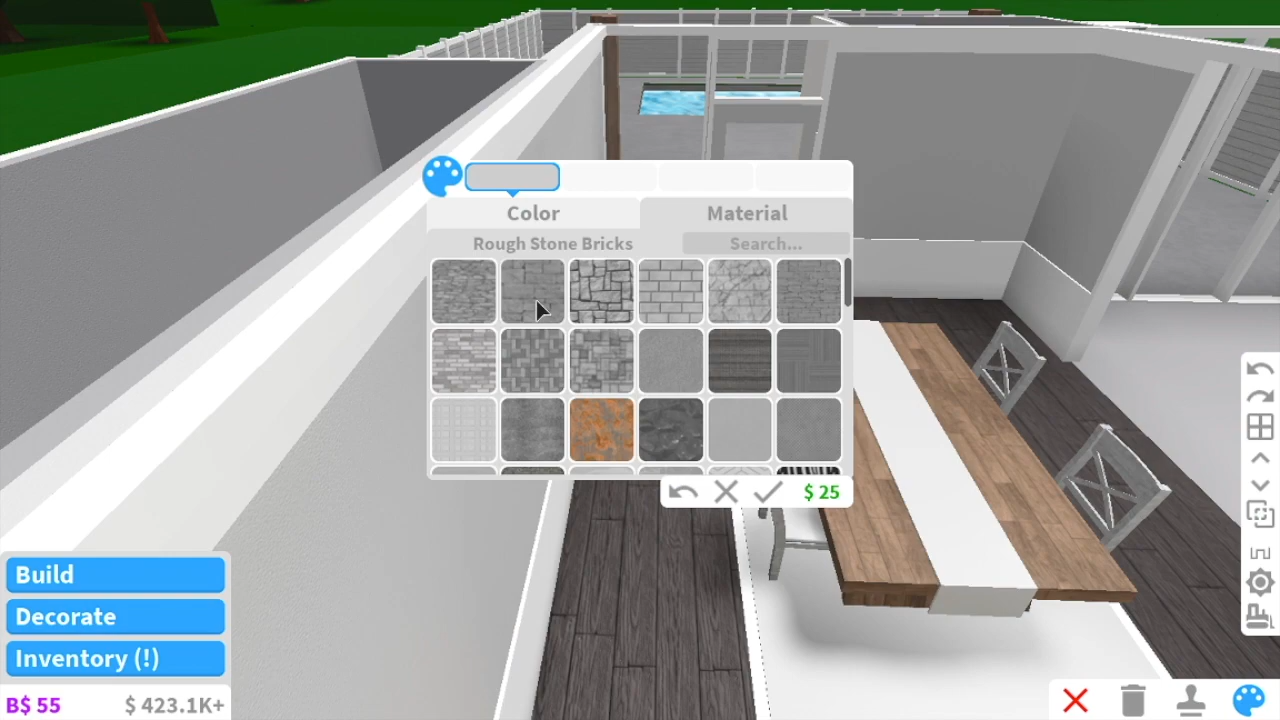 Color
Material
Rough Stone Bricks
Search...
$ 25
Build
Decorate
Inventory (!)
B$ 55
$ 423.1K+